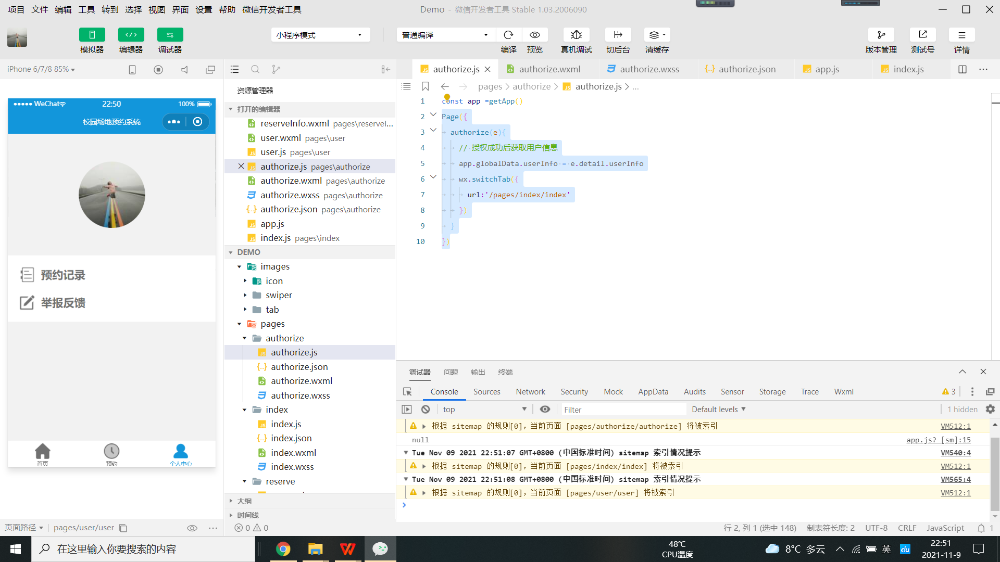 项目 文件 编辑 工具 转到 选择 视图 界面 设置 帮助 微信开发者工具
Demo - 微信开发者工具 Stable 1.03.2006090
模拟器 编辑器 调试器
小程序模式
普通编译
编译 预览 真机调试 切后台 清缓存
版本管理 测试号 详情
iPhone 6/7/8 85%
WeChat 22:50 100%
校园场地预约系统
预约记录
举报反馈
首页 预约 个人中心
页面路径 pages/user/user
资源管理器
打开的编辑器
reserveInfo.wxml pages\reserveI...
user.wxml pages\user
user.js pages\user
authorize.js pages\authorize
authorize.wxml pages\authorize
authorize.wxss pages\authorize
authorize.json pages\authorize
app.js
index.js pages\index
DEMO
images
icon
swiper
tab
pages
authorize
authorize.js
authorize.json
authorize.wxml
authorize.wxss
index
index.js
index.json
index.wxml
index.wxss
reserve
大纲
时间线
0 0
authorize.js authorize.wxml authorize.wxss authorize.json app.js index.js
pages > authorize > authorize.js > ...
1 const app =getApp()
2 Page({
3 authorize(e){
4 // 授权成功后获取用户信息
5 app.globalData.userInfo = e.detail.userInfo
6 wx.switchTab({
7 url:'/pages/index/index'
8 })
9 }
10 })
调试器 问题 输出 终端
Console Sources Network Security Mock AppData Audits Sensor Storage Trace Wxml 3
top Filter Default levels 1 hidden
根据 sitemap 的规则[0]，当前页面 [pages/authorize/authorize] 将被索引 VM512:1
null app.js? [sm]:15
Tue Nov 09 2021 22:51:07 GMT+0800 (中国标准时间) sitemap 索引情况提示 VM540:4
根据 sitemap 的规则[0]，当前页面 [pages/index/index] 将被索引 VM512:1
Tue Nov 09 2021 22:51:08 GMT+0800 (中国标准时间) sitemap 索引情况提示 VM565:4
根据 sitemap 的规则[0]，当前页面 [pages/user/user] 将被索引 VM512:1
行 2, 列 1 (选中 148) 制表符长度: 2 UTF-8 CRLF JavaScript 1
在这里输入你要搜索的内容
48℃
CPU温度
8°C 多云 英 du
22:51
2021-11-9